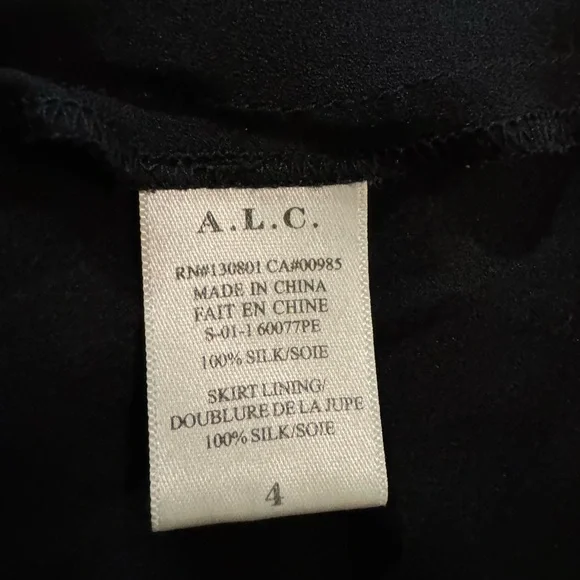 A.L.C.
RN#130801 CA#00985
MADE IN CHINA
FAIT EN CHINE
S-01-1 60077PE
100% SILK/SOIE
SKIRT LINING/
DOUBLURE DE LA JUPE
100% SILK/SOIE
4